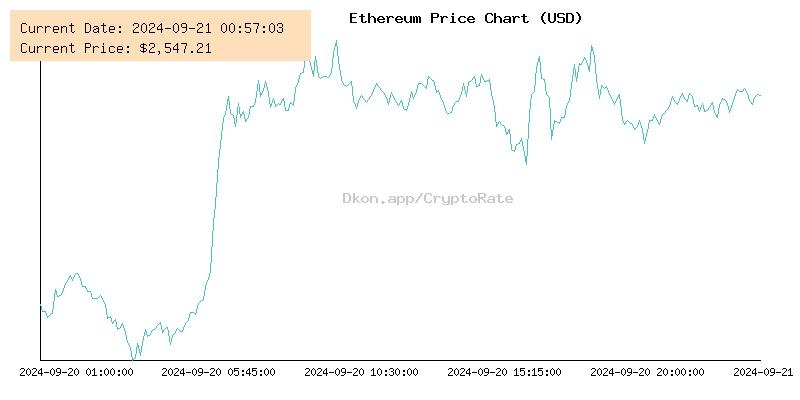 Ethereum Price Chart (USD)
Current Date: 2024-09-21 00:57:03
Current Price: $2,547.21
Dkon.app/CryptoRate
2024-09-20 01:00:00
2024-09-20 05:45:00
2024-09-20 10:30:00
2024-09-20 15:15:00
2024-09-20 20:00:00
2024-09-21